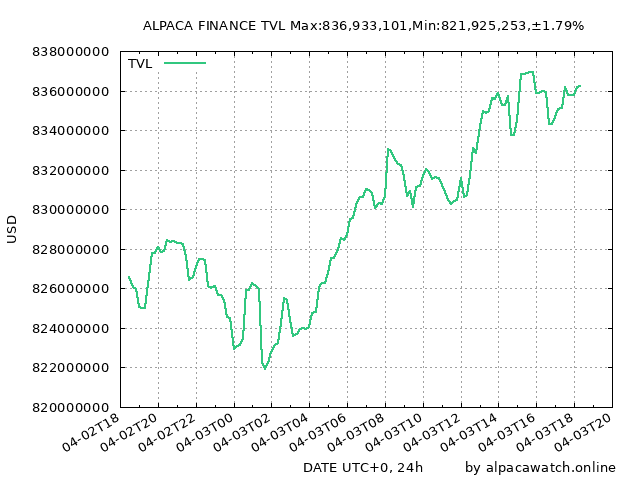 ALPACA FINANCE TVL Max:836,933,101,Min:821,925,253,±1.79%
TVL
838000000
836000000
834000000
832000000
830000000
828000000
826000000
824000000
822000000
820000000
USD
04-02T18
04-02T20
04-02T22
04-03T00
04-03T02
04-03T04
04-03T06
04-03T08
04-03T10
04-03T12
04-03T14
04-03T16
04-03T18
04-03T20
DATE UTC+0, 24h
by alpacawatch.online